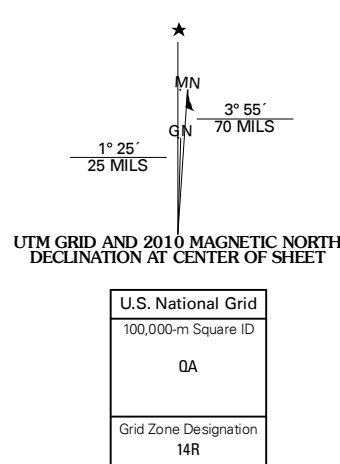 ★
MN
3° 55´
GN
70 MILS
1° 25´
25 MILS
UTM GRID AND 2010 MAGNETIC NORTH
DECLINATION AT CENTER OF SHEET
U.S. National Grid
100,000-m Square ID
QA
Grid Zone Designation
14R